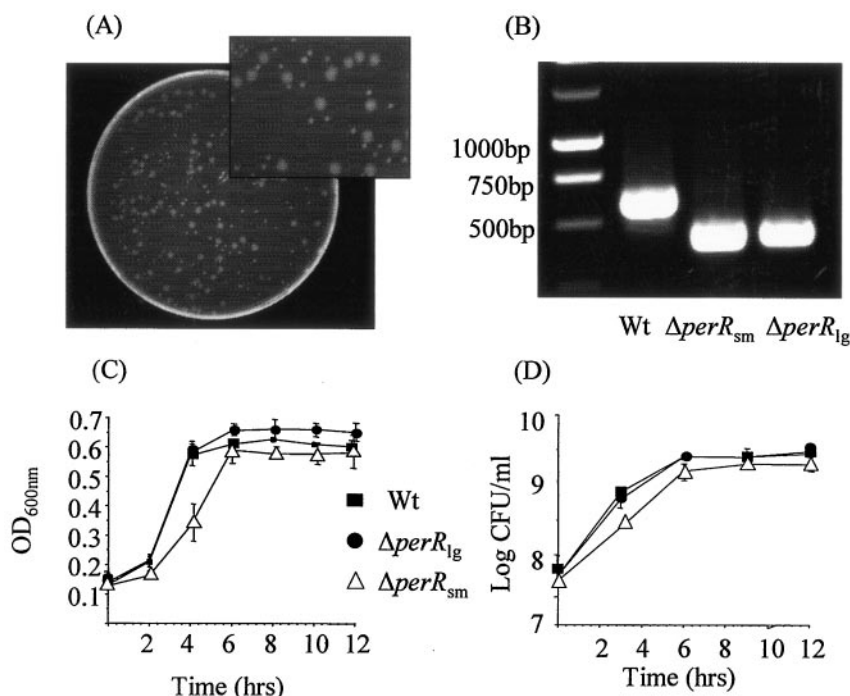 (A)
(B)
1000bp
750bp
500bp
Wt ΔperRsm ΔperRlg
(C)
0.7
0.6
0.5
0.4
0.3
0.2
0.1
OD600nm
2 4 6 8 10 12
Time (hrs)
Wt
ΔperRlg
ΔperRsm
(D)
10
9
8
7
Log CFU/ml
2 4 6 8 10 12
Time (hrs)